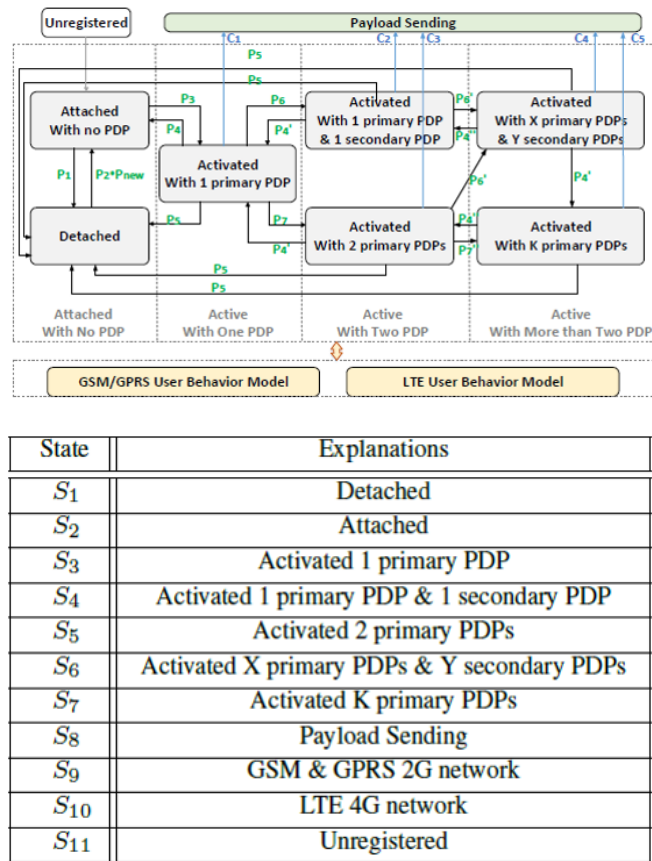 Unregistered
Payload Sending
C1
C2
C3
C4
C5
P5
P5
Attached
With no PDP
P3
P4
P6
P4'
Activated
With 1 primary PDP
& 1 secondary PDP
P6'
P4''
Activated
With X primary PDPs
& Y secondary PDPs
Activated
With 1 primary PDP
P1
P2*Pnew
P6'
P4'
Detached
P5
P7
P4'
Activated
With 2 primary PDPs
P4'
P7'
Activated
With K primary PDPs
P5
P5
Attached
With No PDP
Active
With One PDP
Active
With Two PDP
Active
With More than Two PDP
GSM/GPRS User Behavior Model
LTE User Behavior Model
State Explanations
S1 Detached
S2 Attached
S3 Activated 1 primary PDP
S4 Activated 1 primary PDP & 1 secondary PDP
S5 Activated 2 primary PDPs
S6 Activated X primary PDPs & Y secondary PDPs
S7 Activated K primary PDPs
S8 Payload Sending
S9 GSM & GPRS 2G network
S10 LTE 4G network
S11 Unregistered